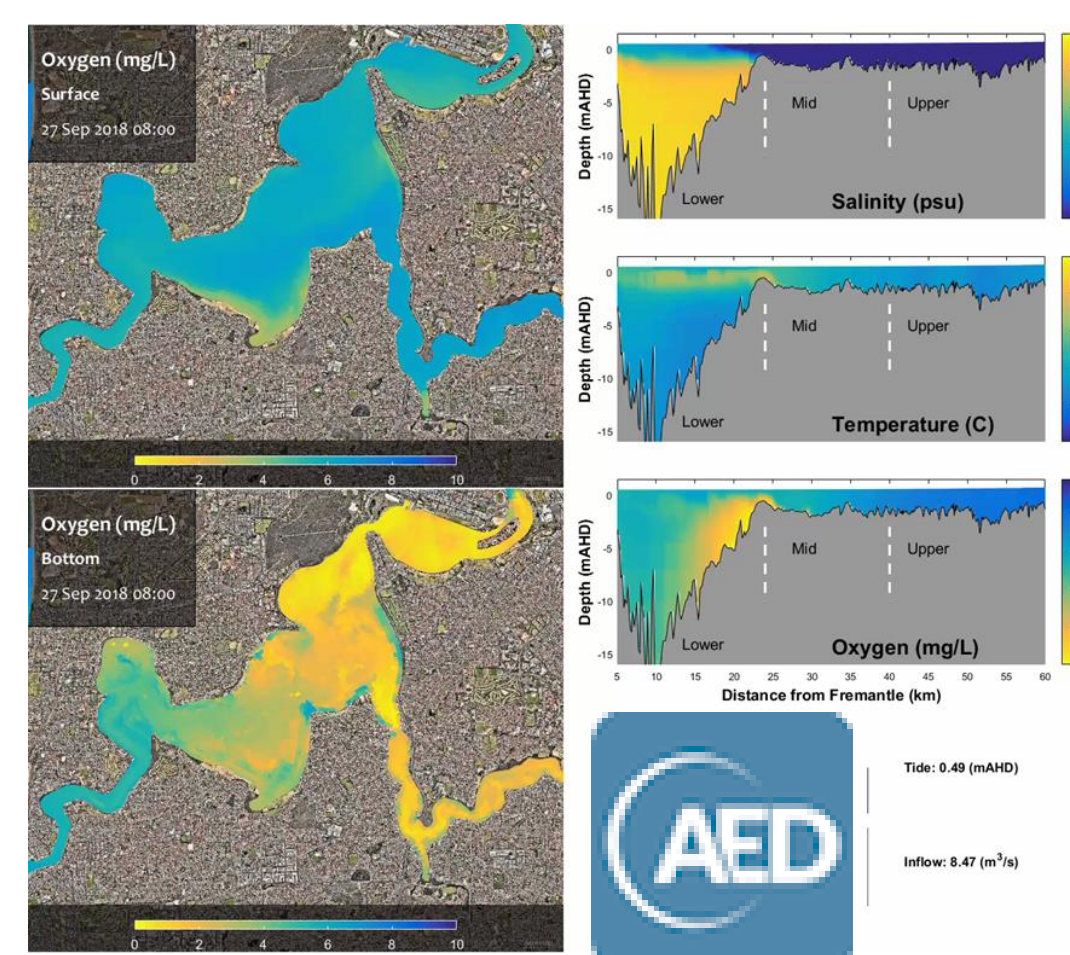 Oxygen (mg/L)
Surface
27 Sep 2018 08:00
0 2 4 6 8 10
Oxygen (mg/L)
Bottom
27 Sep 2018 08:00
0 2 4 6 8 10
Depth (mAHD)
0
-5
-10
-15
Mid
Upper
Lower
Salinity (psu)
Depth (mAHD)
0
-5
-10
-15
Mid
Upper
Lower
Temperature (C)
Depth (mAHD)
0
-5
-10
-15
Mid
Upper
Lower
Oxygen (mg/L)
5 10 15 20 25 30 35 40 45 50 55 60
Distance from Fremantle (km)
AED
Tide: 0.49 (mAHD)
Inflow: 8.47 (m³/s)